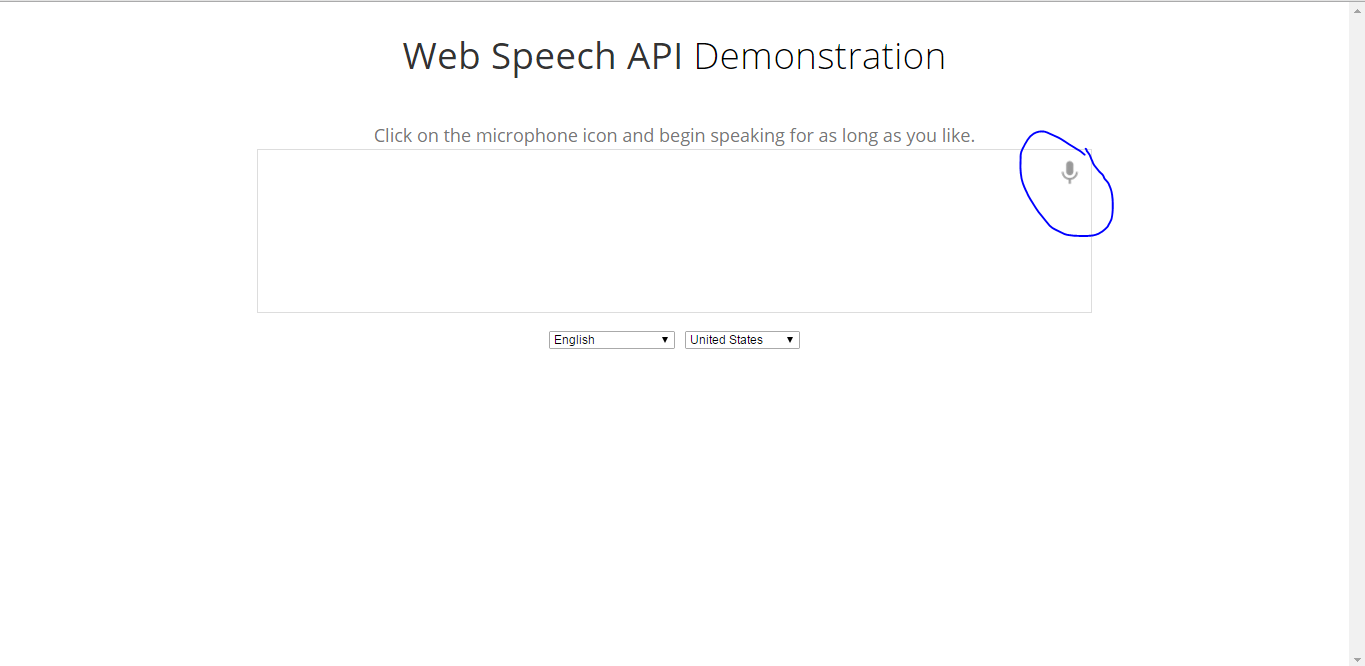 Web Speech API Demonstration
Click on the microphone icon and begin speaking for as long as you like.
English United States